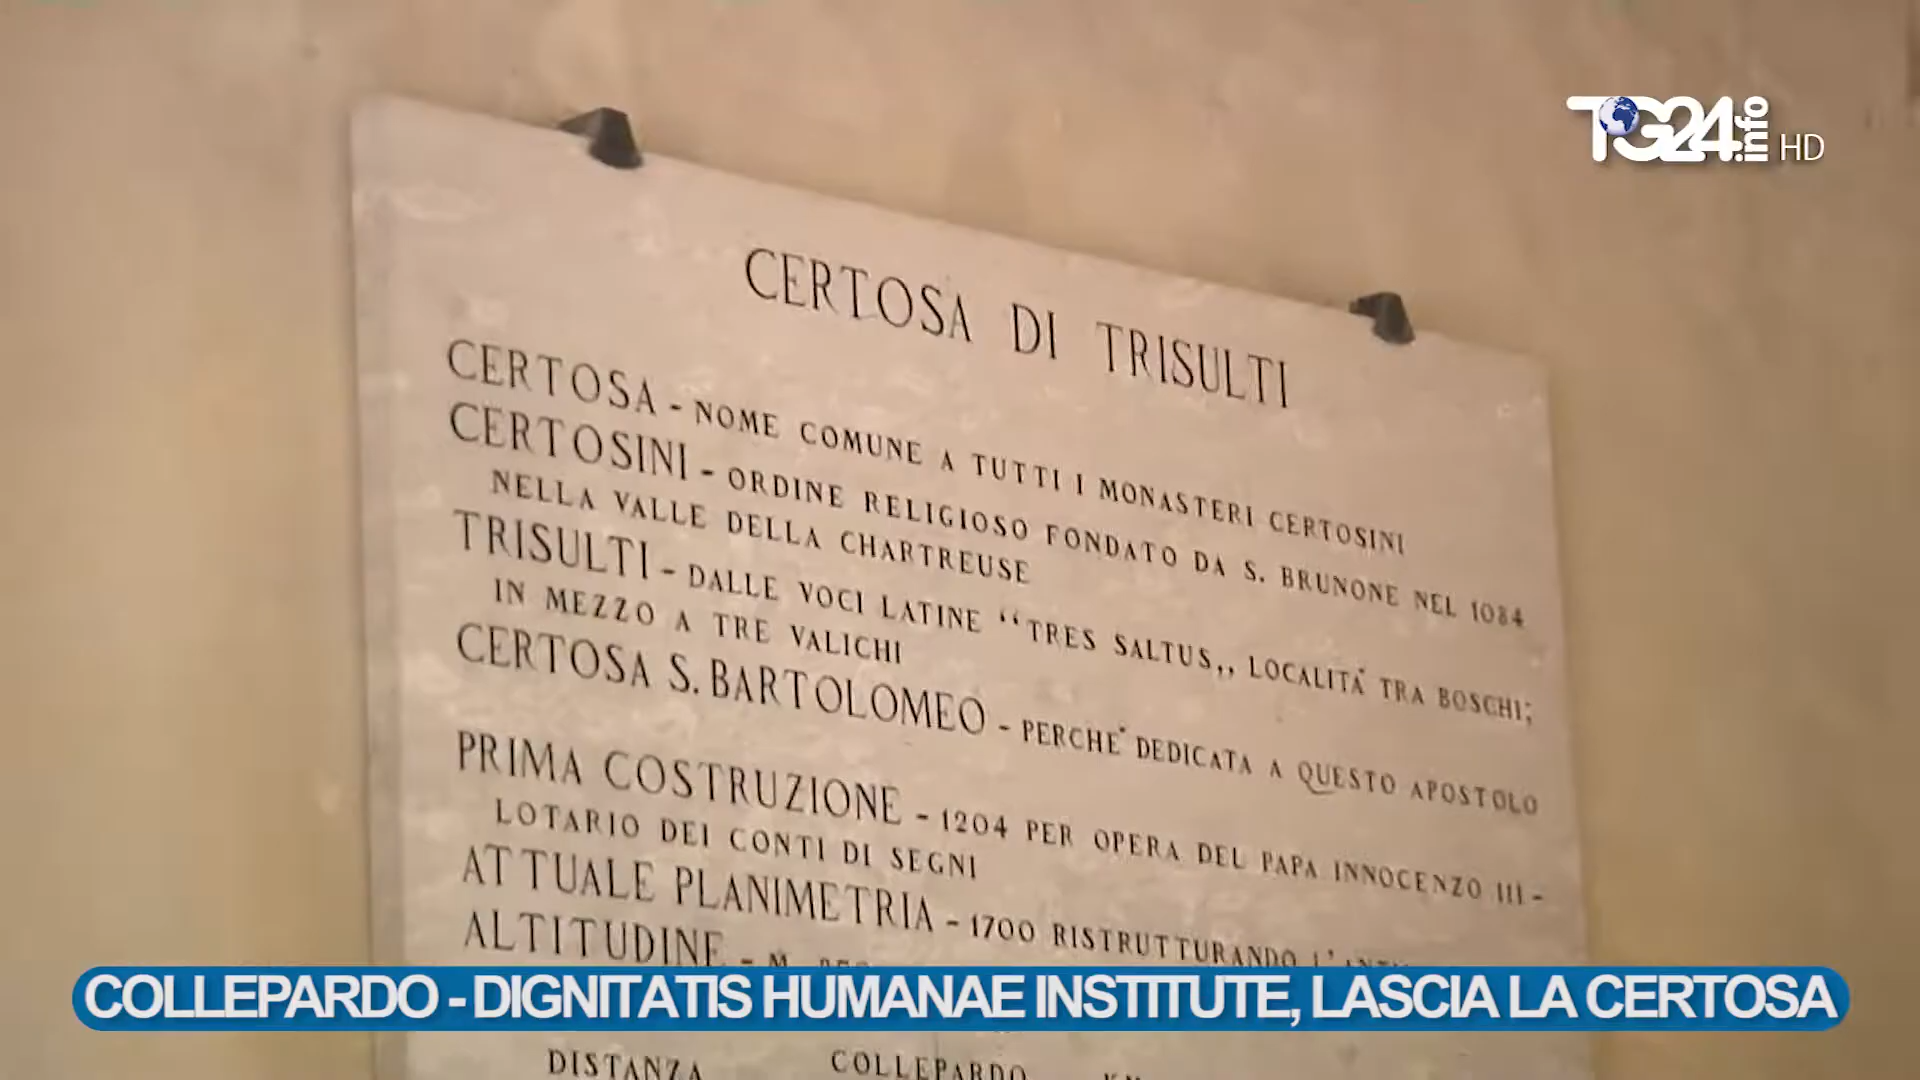 TG24 info HD
CERTOSA DI TRISULTI
CERTOSA - NOME COMUNE A TUTTI I MONASTERI CERTOSINI
CERTOSINI - ORDINE RELIGIOSO FONDATO DA S. BRUNONE NEL 1084
NELLA VALLE DELLA CHARTREUSE
TRISULTI - DALLE VOCI LATINE “TRES SALTUS,, LOCALITA' TRA BOSCHI;
IN MEZZO A TRE VALICHI
CERTOSA S. BARTOLOMEO - PERCHE' DEDICATA A QUESTO APOSTOLO
PRIMA COSTRUZIONE - 1204 PER OPERA DEL PAPA INNOCENZO III -
LOTARIO DEI CONTI DI SEGNI
ATTUALE PLANIMETRIA - 1700 RISTRUTTURANDO
ALTITUDINE - M.
COLLEPARDO - DIGNITATIS HUMANAE INSTITUTE, LASCIA LA CERTOSA
DISTANZA COLLEPARDO